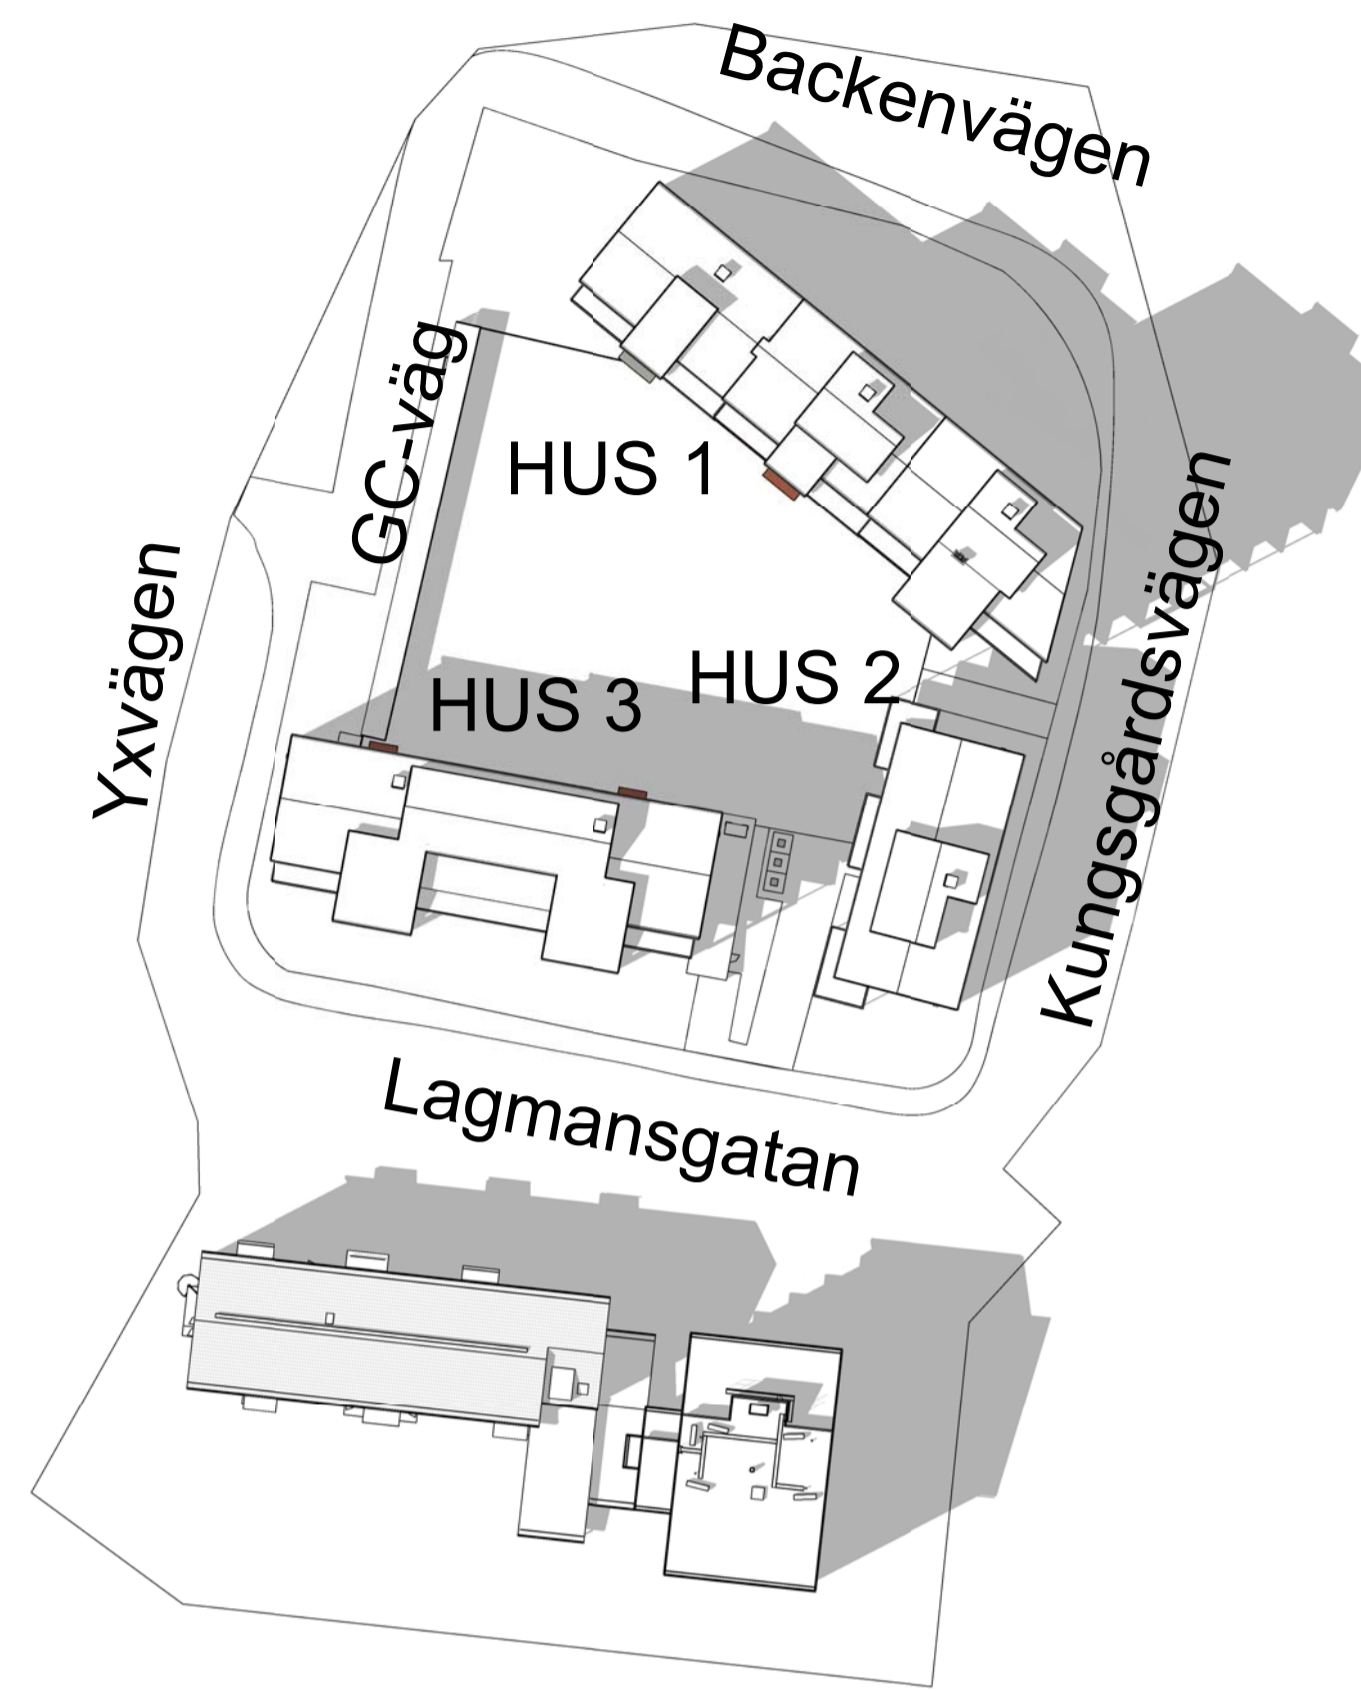 Backenvägen
GC-väg
HUS 1
Kungsgårdsvägen
Yxvägen
HUS 2
HUS 3
Lagmansgatan